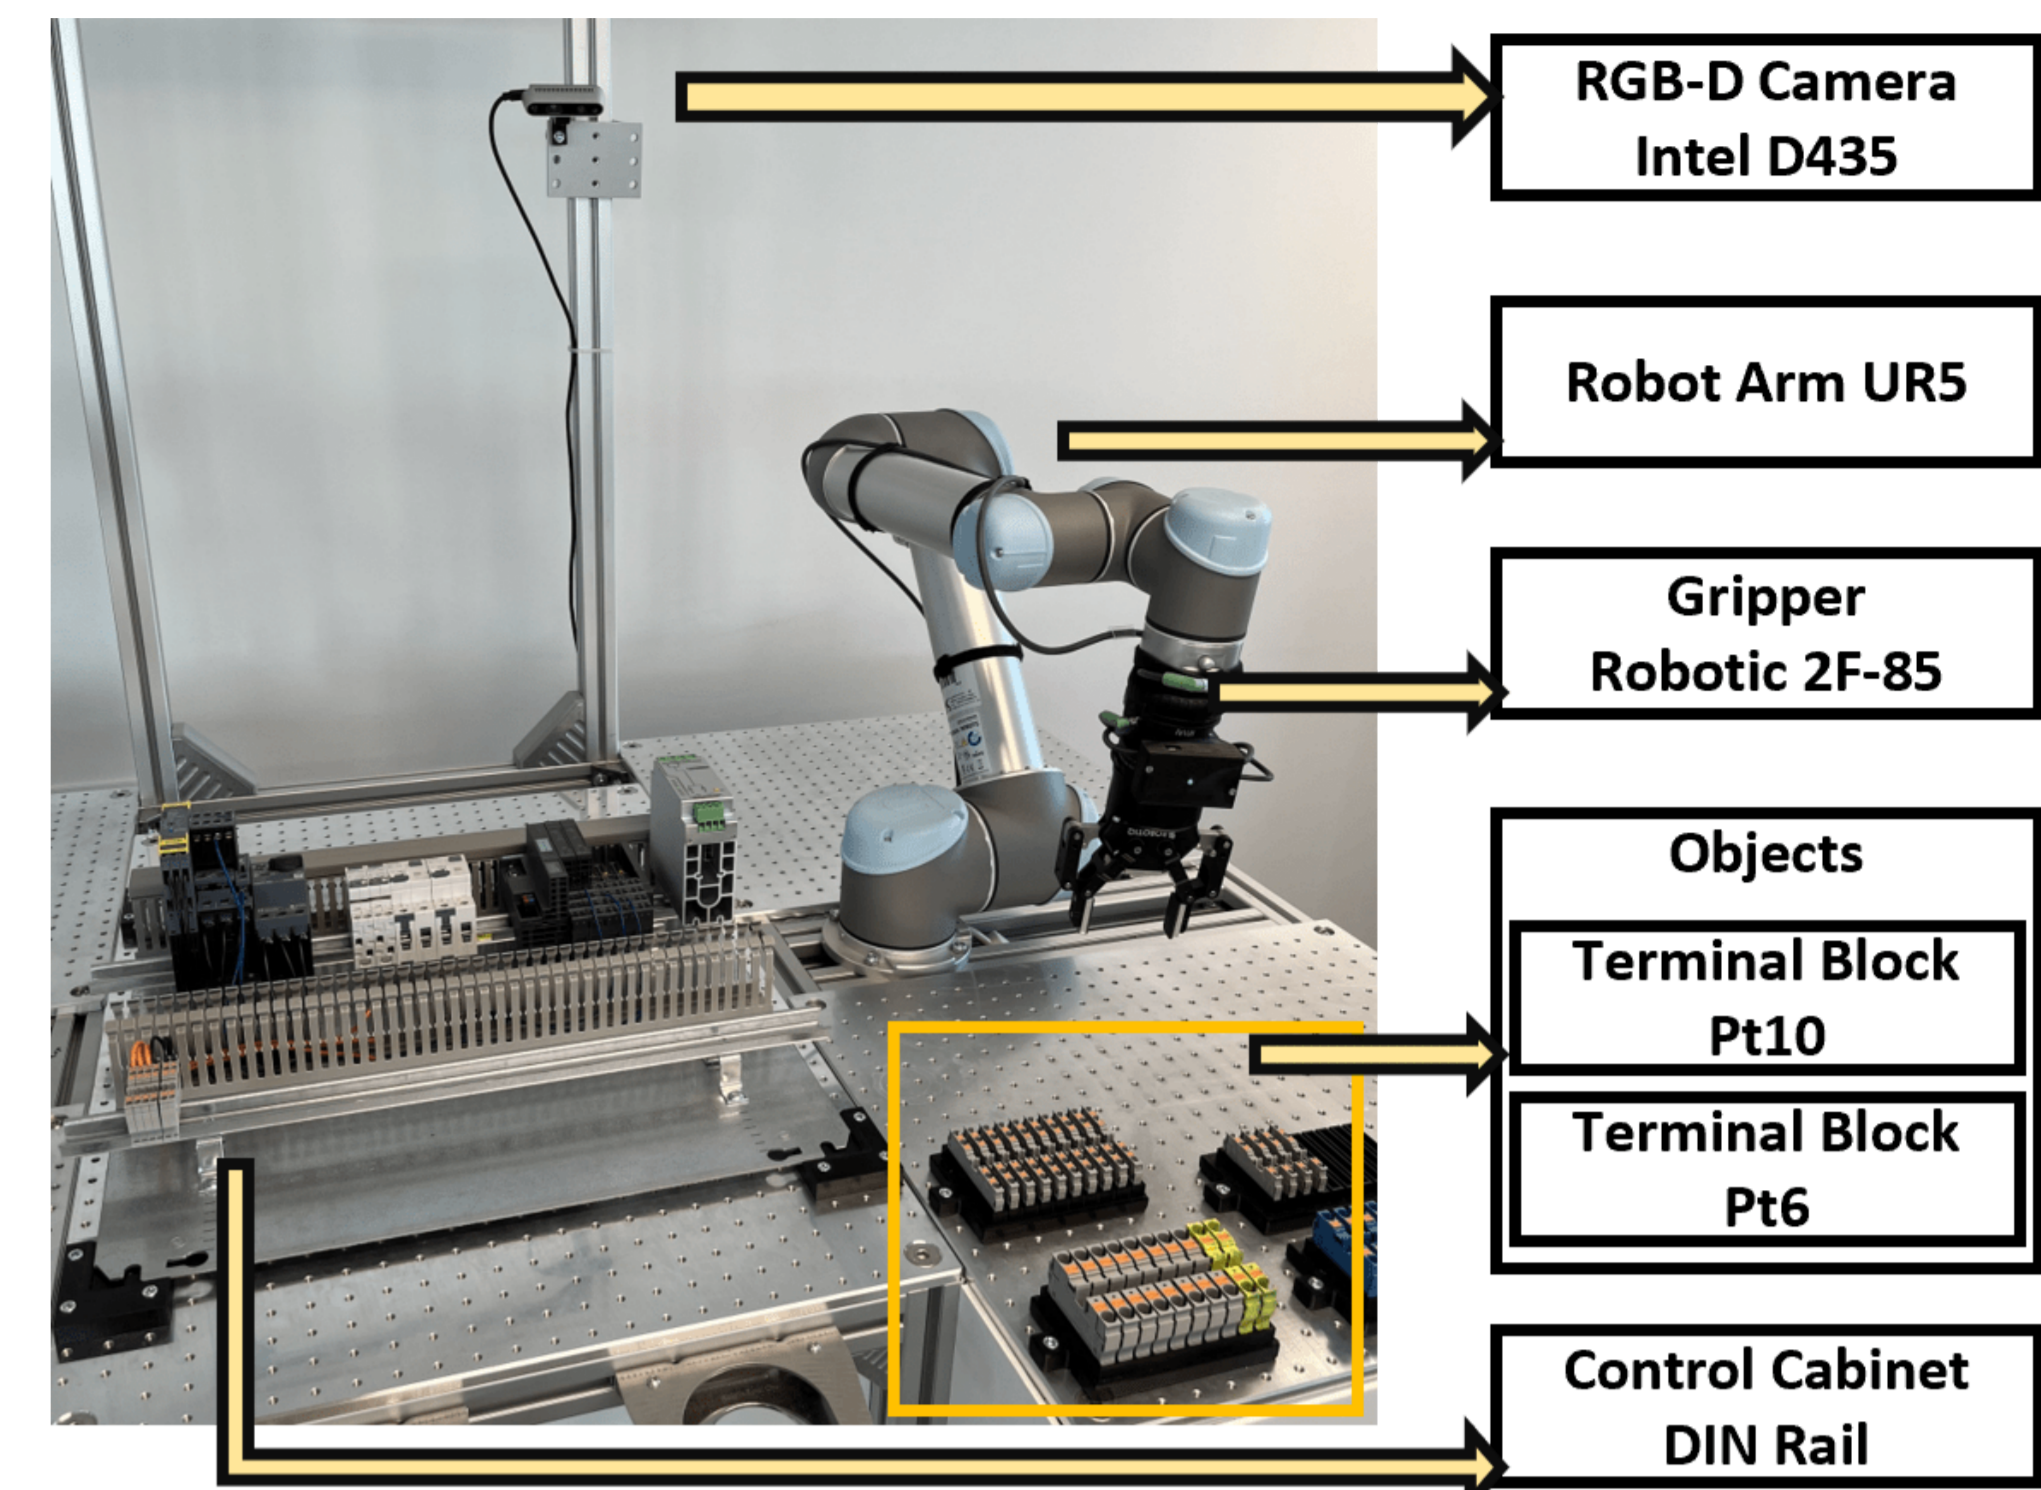 RGB-D Camera
Intel D435
Robot Arm UR5
Gripper
Robotic 2F-85
Objects
Terminal Block
Pt10
Terminal Block
Pt6
Control Cabinet
DIN Rail
ROBOTIQ